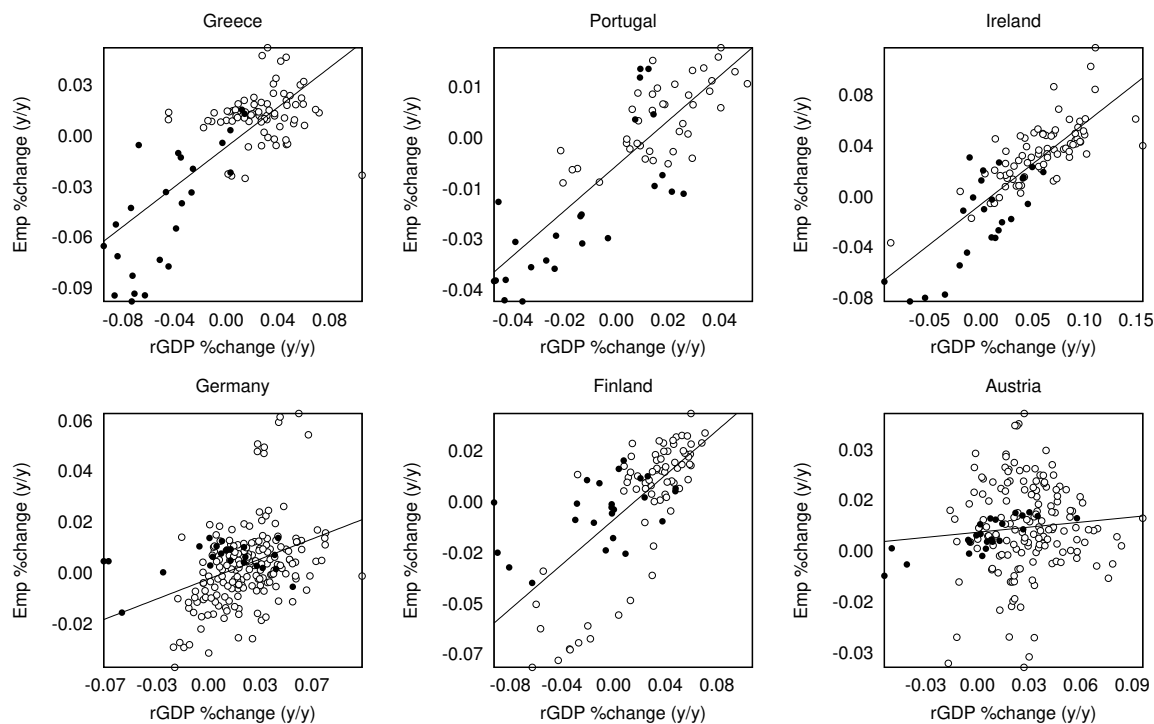 Greece
Emp %change (y/y)
0.03
0.00
-0.03
-0.06
-0.09
-0.08 -0.04 0.00 0.04 0.08
rGDP %change (y/y)
Portugal
Emp %change (y/y)
0.01
0.00
-0.01
-0.03
-0.04
-0.04 -0.02 0.00 0.02 0.04
rGDP %change (y/y)
Ireland
Emp %change (y/y)
0.08
0.04
0.00
-0.04
-0.08
-0.05 0.00 0.05 0.10 0.15
rGDP %change (y/y)
Germany
Emp %change (y/y)
0.06
0.04
0.02
0.00
-0.02
-0.07 -0.03 0.00 0.03 0.07
rGDP %change (y/y)
Finland
Emp %change (y/y)
0.02
0.00
-0.02
-0.05
-0.07
-0.08 -0.04 0.00 0.04 0.08
rGDP %change (y/y)
Austria
Emp %change (y/y)
0.03
0.02
0.00
-0.02
-0.03
-0.03 0.00 0.03 0.06 0.09
rGDP %change (y/y)